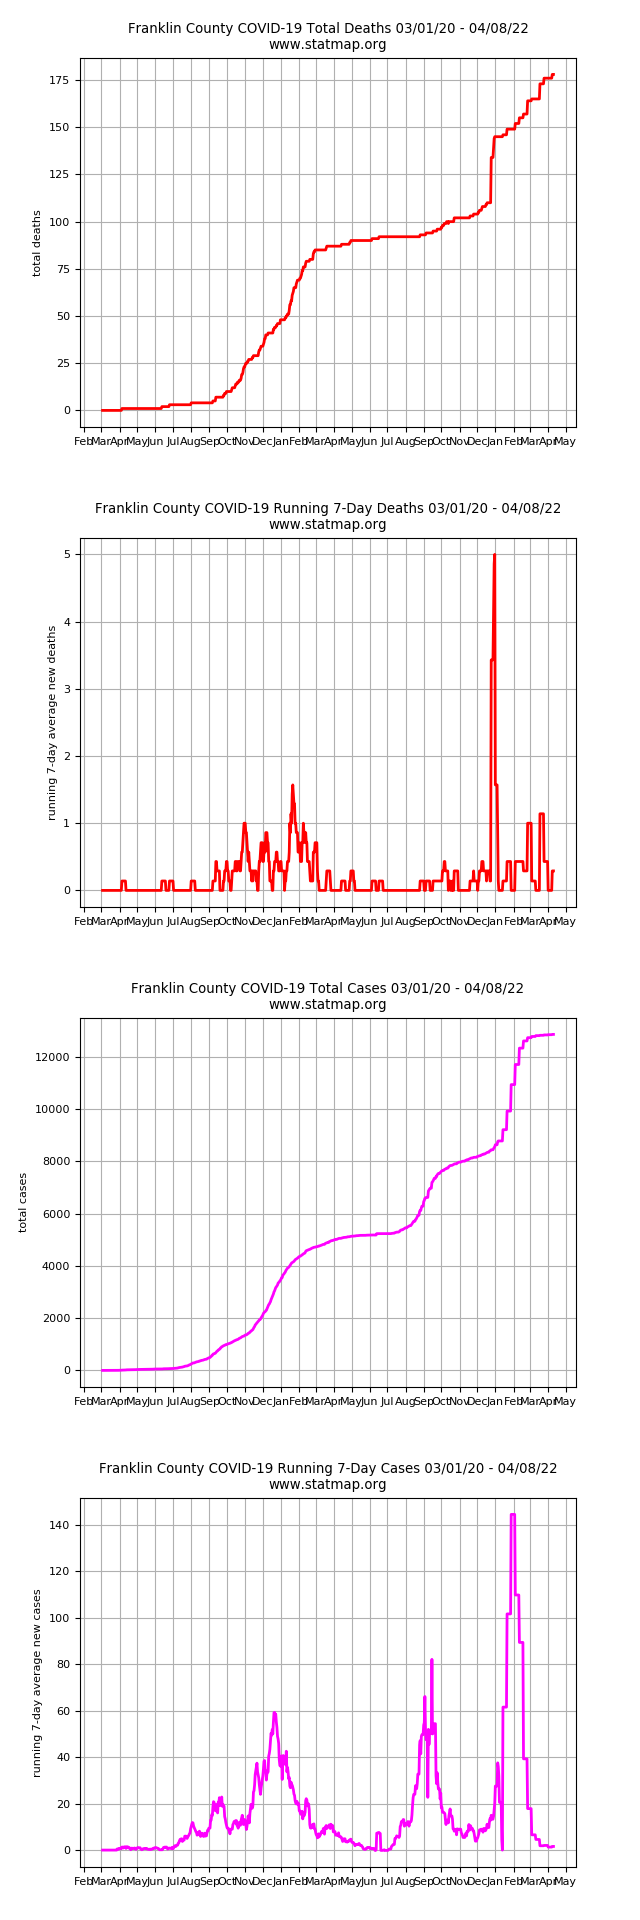 Franklin County COVID-19 Total Deaths 03/01/20 - 04/08/22
www.statmap.org
175
150
125
100
75
50
25
0
total deaths
Feb Mar Apr May Jun Jul Aug Sep Oct Nov Dec Jan Feb Mar Apr May Jun Jul Aug Sep Oct Nov Dec Jan Feb Mar Apr May
Franklin County COVID-19 Running 7-Day Deaths 03/01/20 - 04/08/22
www.statmap.org
5
4
3
2
1
0
running 7-day average new deaths
Feb Mar Apr May Jun Jul Aug Sep Oct Nov Dec Jan Feb Mar Apr May Jun Jul Aug Sep Oct Nov Dec Jan Feb Mar Apr May
Franklin County COVID-19 Total Cases 03/01/20 - 04/08/22
www.statmap.org
12000
10000
8000
6000
4000
2000
0
total cases
Feb Mar Apr May Jun Jul Aug Sep Oct Nov Dec Jan Feb Mar Apr May Jun Jul Aug Sep Oct Nov Dec Jan Feb Mar Apr May
Franklin County COVID-19 Running 7-Day Cases 03/01/20 - 04/08/22
www.statmap.org
140
120
100
80
60
40
20
0
running 7-day average new cases
Feb Mar Apr May Jun Jul Aug Sep Oct Nov Dec Jan Feb Mar Apr May Jun Jul Aug Sep Oct Nov Dec Jan Feb Mar Apr May